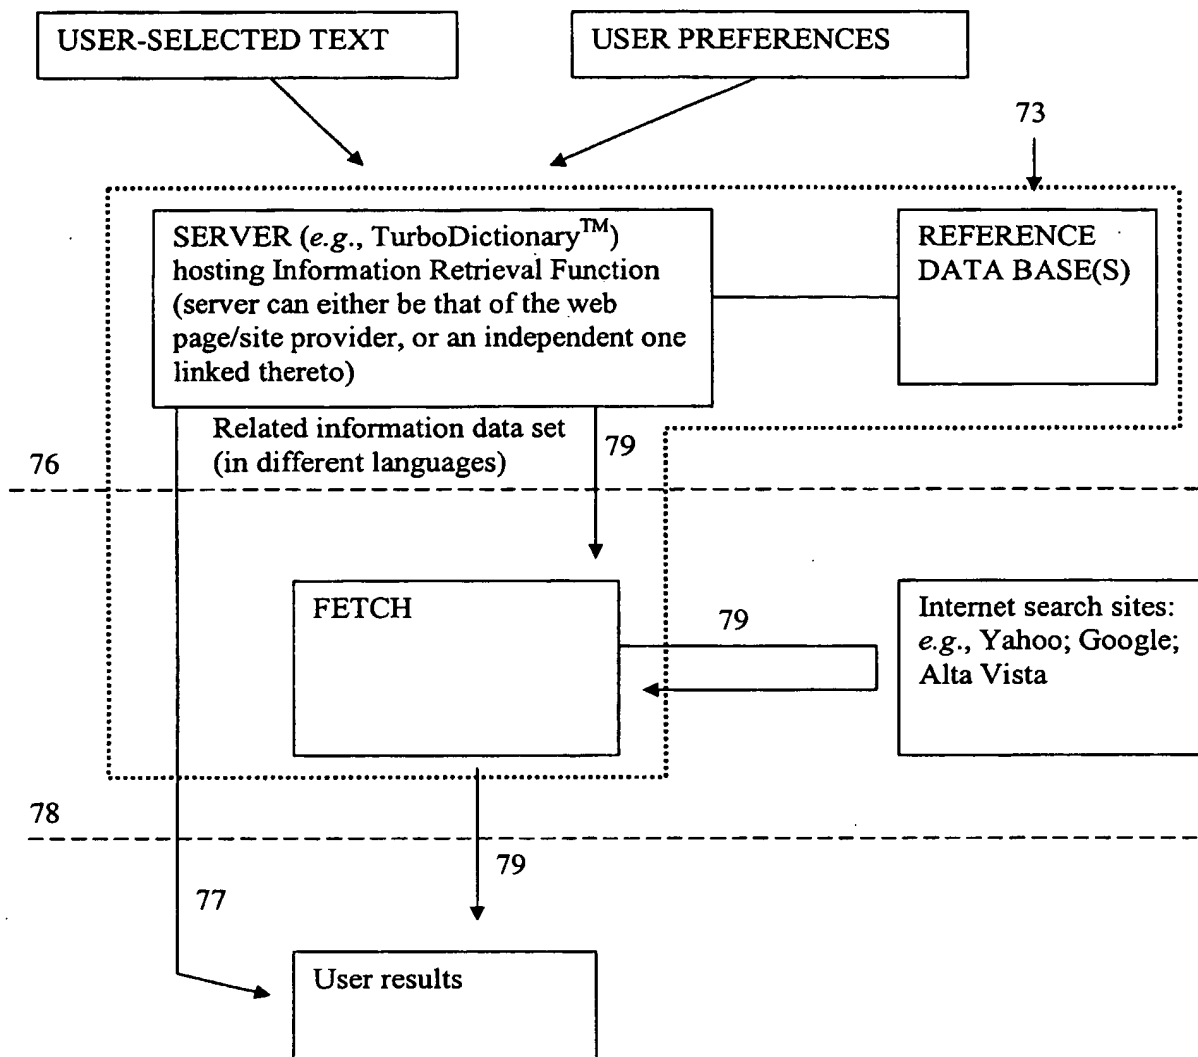 USER-SELECTED TEXT
USER PREFERENCES
73
SERVER (e.g., TurboDictionary™)
hosting Information Retrieval Function
(server can either be that of the web
page/site provider, or an independent one
linked thereto)
REFERENCE
DATA BASE(S)
Related information data set
(in different languages)
79
76
FETCH
79
Internet search sites:
e.g., Yahoo; Google;
Alta Vista
78
79
77
User results